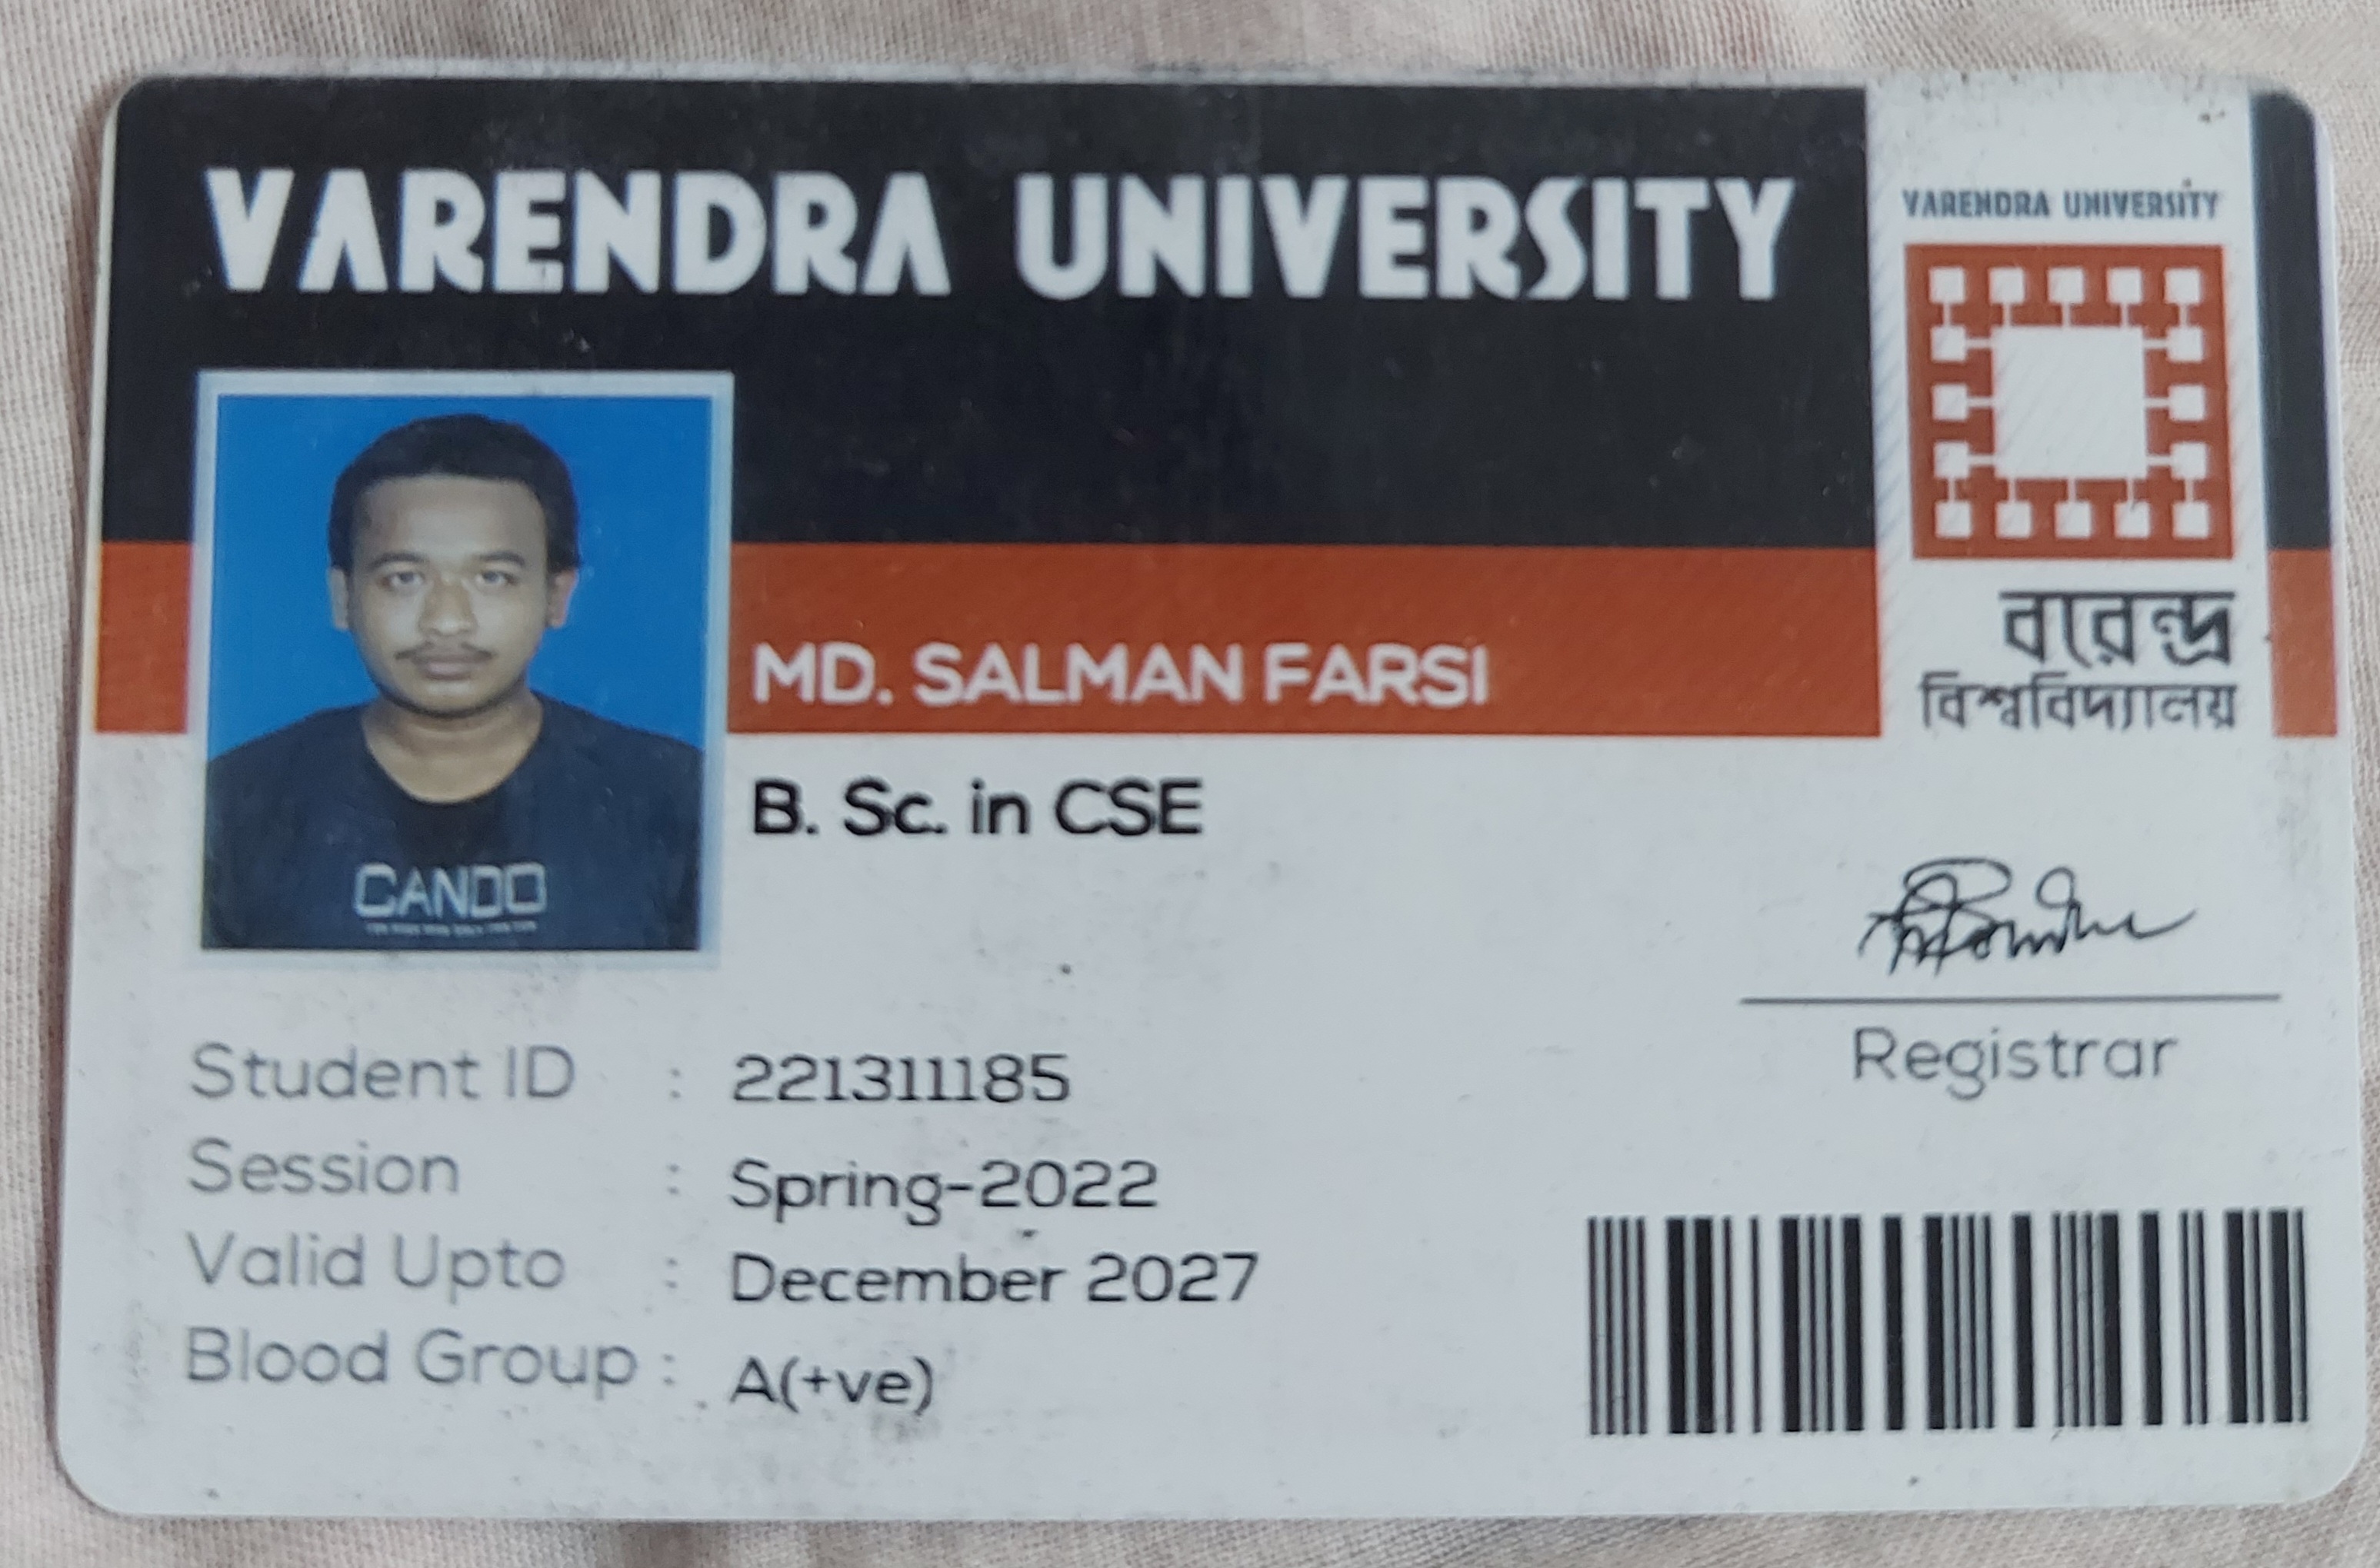 VARENDRA UNIVERSITY
VARENDRA UNIVERSITY
বরেন্দ্র
বিশ্ববিদ্যালয়
MD. SALMAN FARSI
B. Sc. in CSE
CANDO
Registrar
Student ID : 221311185
Session : Spring-2022
Valid Upto : December 2027
Blood Group : A(+ve)